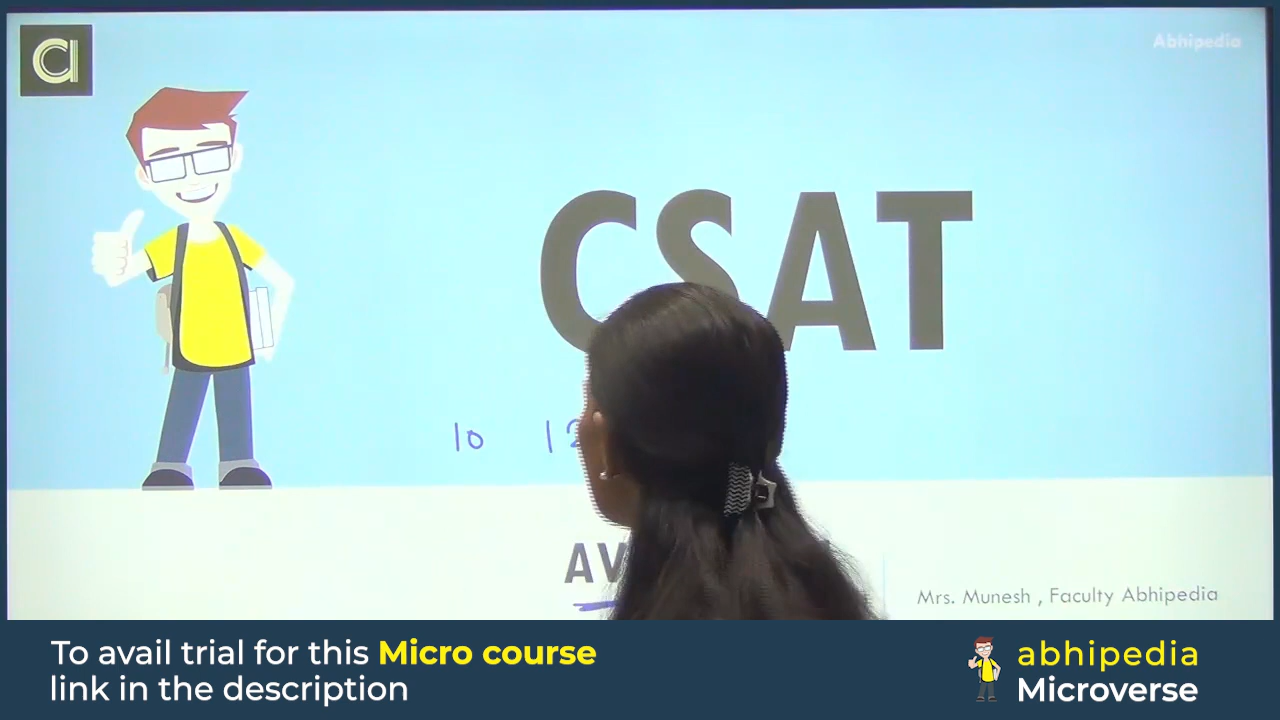 Abhipedia
CSAT
10 12
AV
Mrs. Munesh , Faculty Abhipedia
To avail trial for this Micro course
link in the description
abhipedia
Microverse